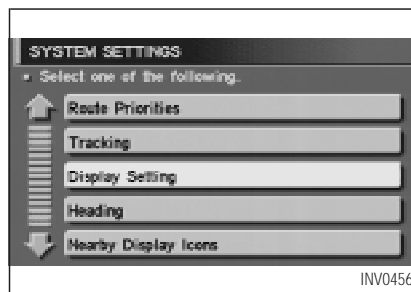 SYSTEM SETTINGS
Select one of the following.
Route Priorities
Tracking
Display Setting
Heading
Nearby Display Icons
INV0456